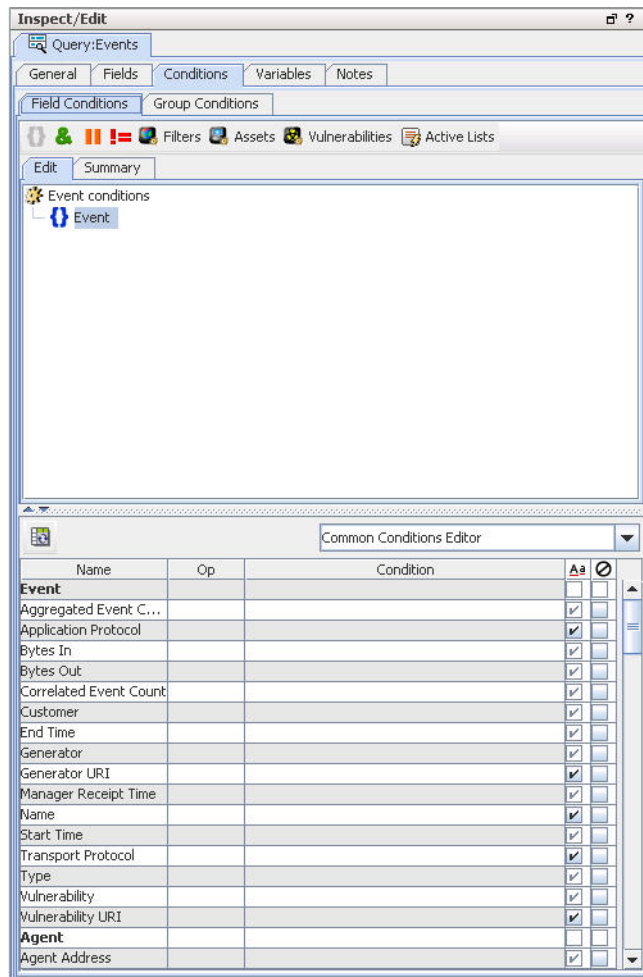 Inspect/Edit ?
Query:Events
General Fields Conditions Variables Notes
Field Conditions Group Conditions
{} & != Filters Assets Vulnerabilities Active Lists
Edit Summary
Event conditions
{} Event
Common Conditions Editor
Name Op Condition Aa
Event
Aggregated Event C...
Application Protocol
Bytes In
Bytes Out
Correlated Event Count
Customer
End Time
Generator
Generator URI
Manager Receipt Time
Name
Start Time
Transport Protocol
Type
Vulnerability
Vulnerability URI
Agent
Agent Address